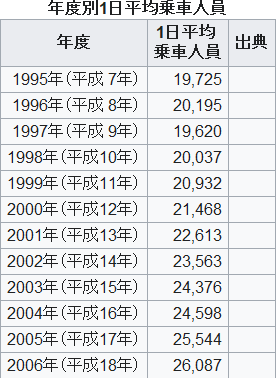 年度別1日平均乗車人員
年度 1日平均乗車人員 出典
1995年(平成 7年) 19,725
1996年(平成 8年) 20,195
1997年(平成 9年) 19,620
1998年(平成10年) 20,037
1999年(平成11年) 20,932
2000年(平成12年) 21,468
2001年(平成13年) 22,613
2002年(平成14年) 23,563
2003年(平成15年) 24,376
2004年(平成16年) 24,598
2005年(平成17年) 25,544
2006年(平成18年) 26,087